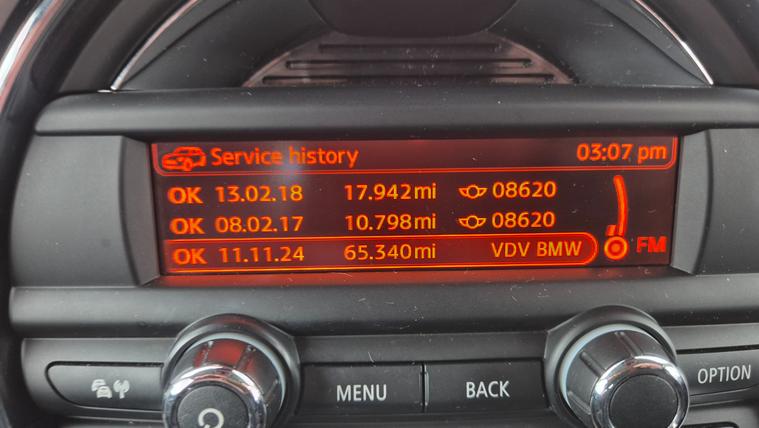 Service history 03:07 pm
OK 13.02.18 17.942mi 08620
OK 08.02.17 10.798mi 08620
OK 11.11.24 65.340mi VDV BMW
FM
MENU BACK OPTION